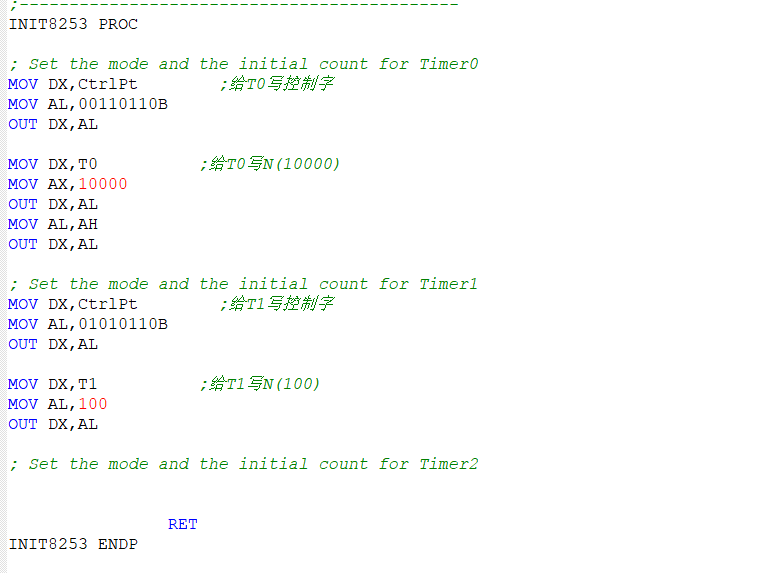 ;--------------------------------------------
INIT8253 PROC
; Set the mode and the initial count for Timer0
MOV DX,CtrlPt ;给T0写控制字
MOV AL,00110110B
OUT DX,AL
MOV DX,T0 ;给T0写N(10000)
MOV AX,10000
OUT DX,AL
MOV AL,AH
OUT DX,AL
; Set the mode and the initial count for Timer1
MOV DX,CtrlPt ;给T1写控制字
MOV AL,01010110B
OUT DX,AL
MOV DX,T1 ;给T1写N(100)
MOV AL,100
OUT DX,AL
; Set the mode and the initial count for Timer2
RET
INIT8253 ENDP